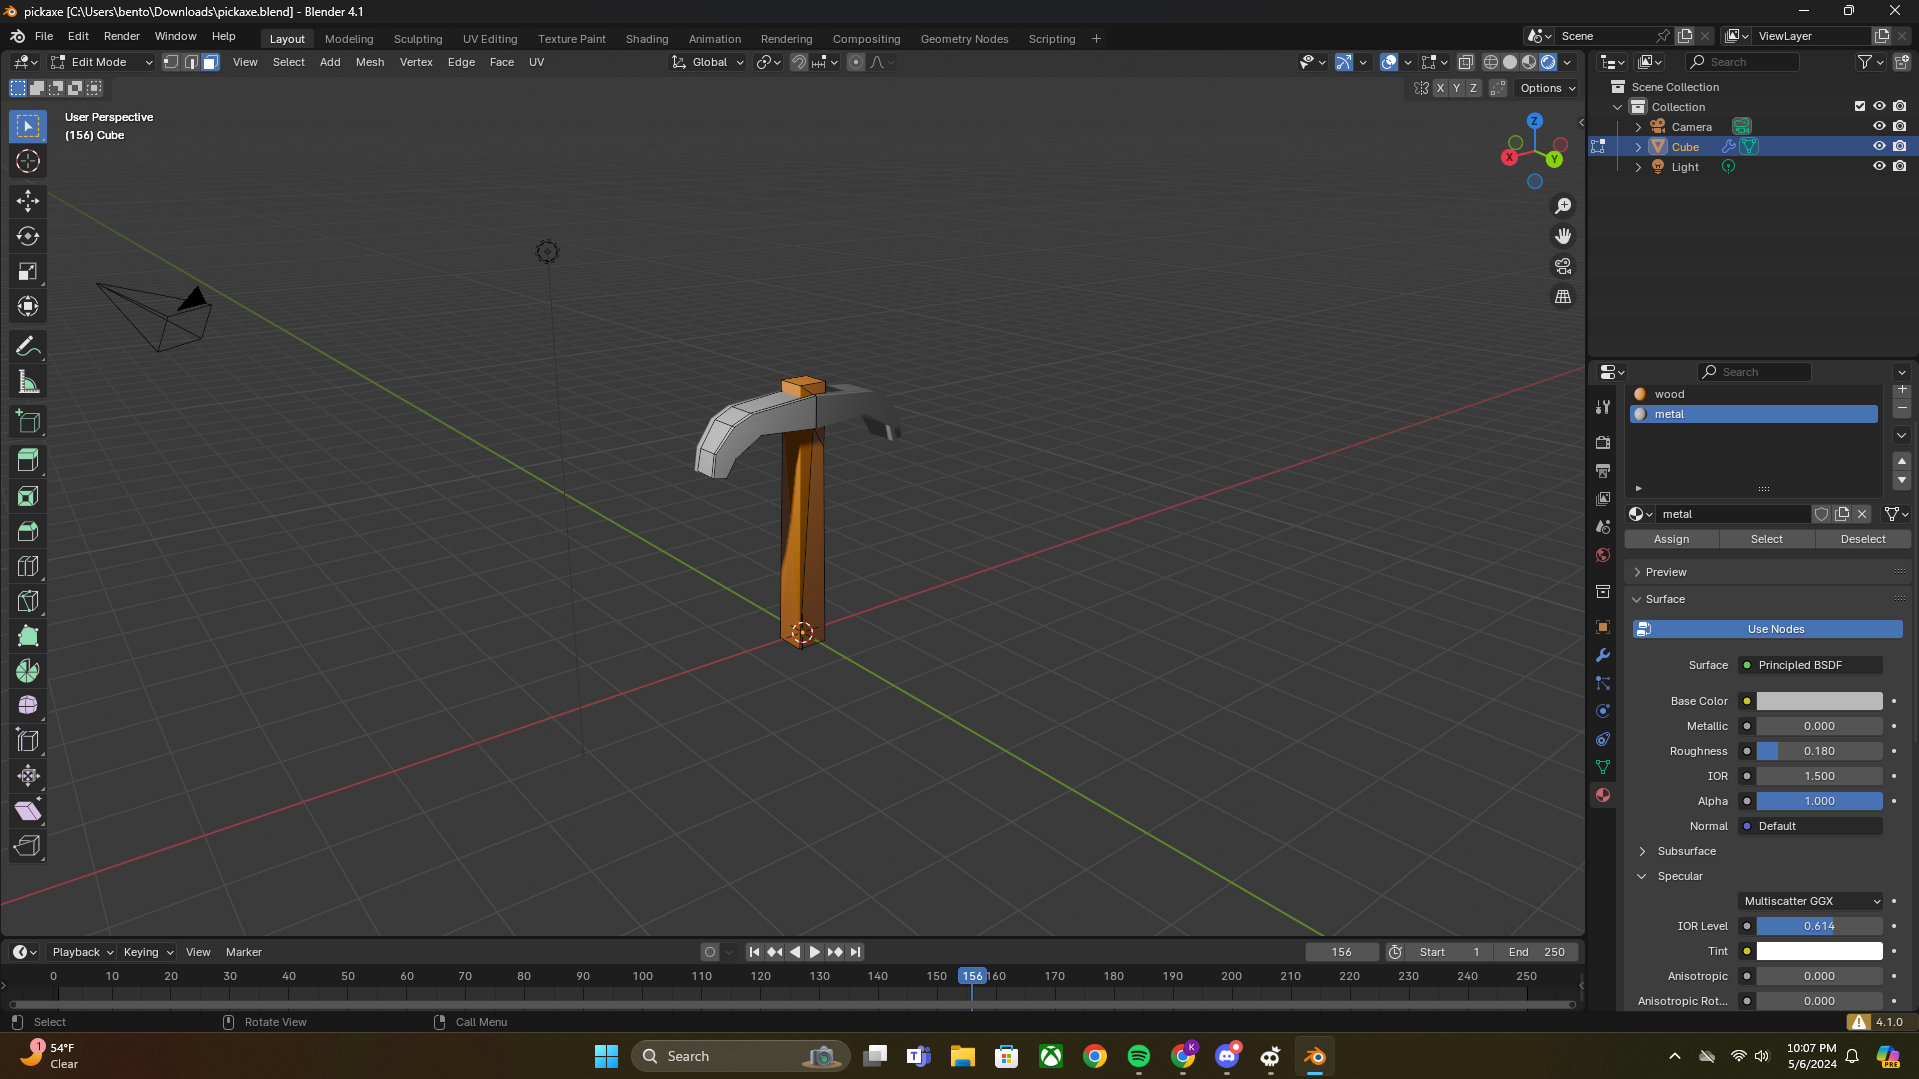 pickaxe [C:\Users\bento\Downloads\pickaxe.blend] - Blender 4.1
File Edit Render Window Help Layout Modeling Sculpting UV Editing Texture Paint Shading Animation Rendering Compositing Geometry Nodes Scripting + Scene ViewLayer
Edit Mode View Select Add Mesh Vertex Edge Face UV Global Search
X Y Z Options
User Perspective
(156) Cube
Z
X
Y
Scene Collection
Collection
Camera
Cube
Light
Search
wood
metal
metal
Assign Select Deselect
Preview
Surface
Use Nodes
Surface Principled BSDF
Base Color
Metallic 0.000
Roughness 0.180
IOR 1.500
Alpha 1.000
Normal Default
Subsurface
Specular
Multiscatter GGX
IOR Level 0.614
Tint
Anisotropic 0.000
Anisotropic Rot... 0.000
Playback Keying View Marker 156 Start 1 End 250
0 10 20 30 40 50 60 70 80 90 100 110 120 130 140 150 156 160 170 180 190 200 210 220 230 240 250
Select Rotate View Call Menu 4.1.0
1
54°F
Clear
Search
K
PRE
10:07 PM
5/6/2024